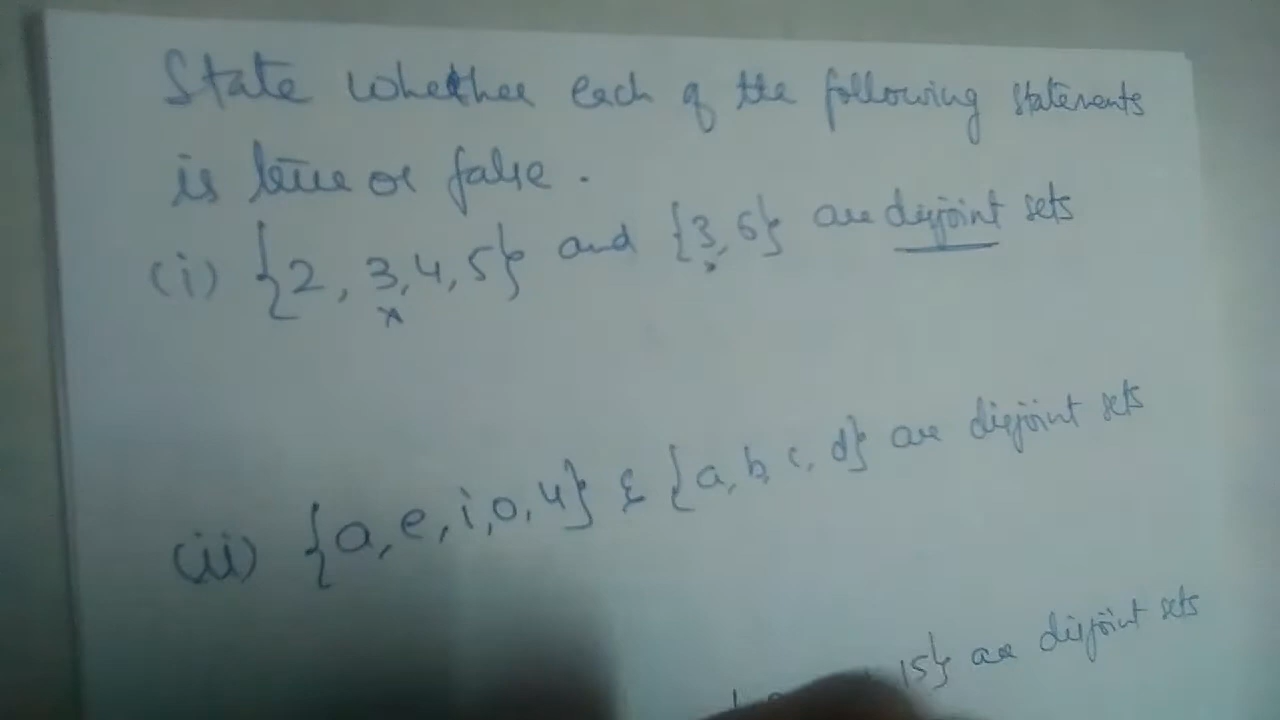 State whether each of the following statements
is true or false.
(i) {2, 3, 4, 5} and {3, 6} are disjoint sets
(ii) {a, e, i, o, u} & {a, b, c, d} are disjoint sets
15} are disjoint sets